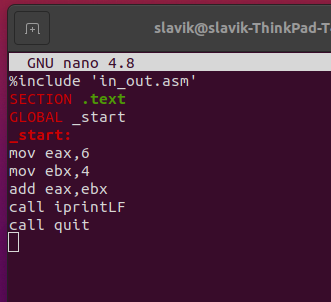 slavik@slavik-ThinkPad-T
GNU nano 4.8
%include 'in_out.asm'
SECTION .text
GLOBAL _start
_start:
mov eax,6
mov ebx,4
add eax,ebx
call iprintLF
call quit